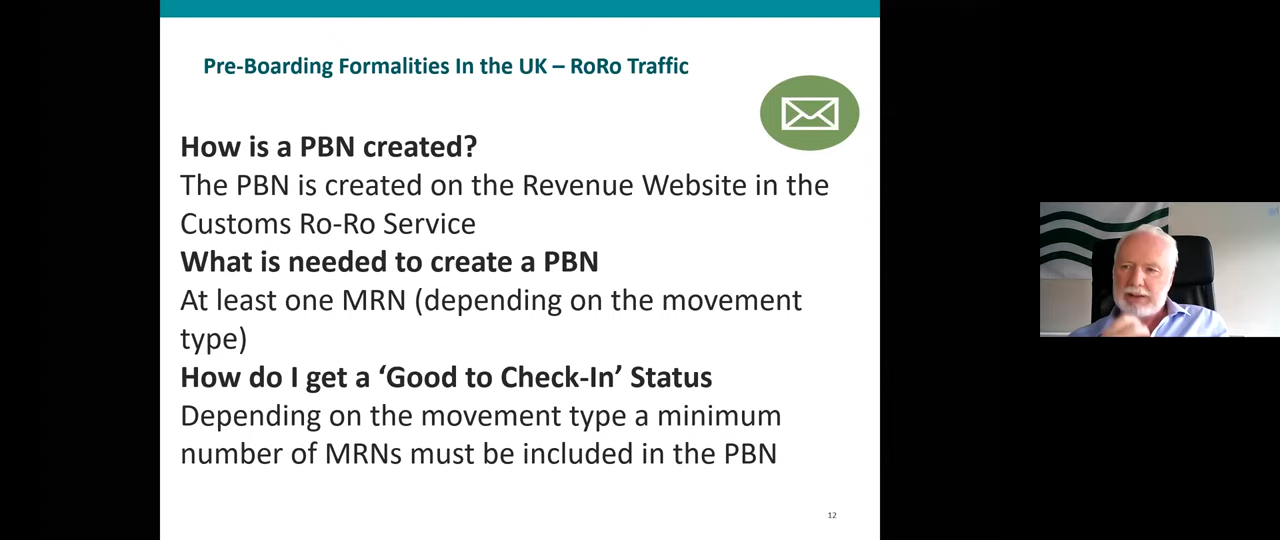 Pre-Boarding Formalities In the UK – RoRo Traffic
How is a PBN created?
The PBN is created on the Revenue Website in the
Customs Ro-Ro Service
What is needed to create a PBN
At least one MRN (depending on the movement
type)
How do I get a ‘Good to Check-In’ Status
Depending on the movement type a minimum
number of MRNs must be included in the PBN
12